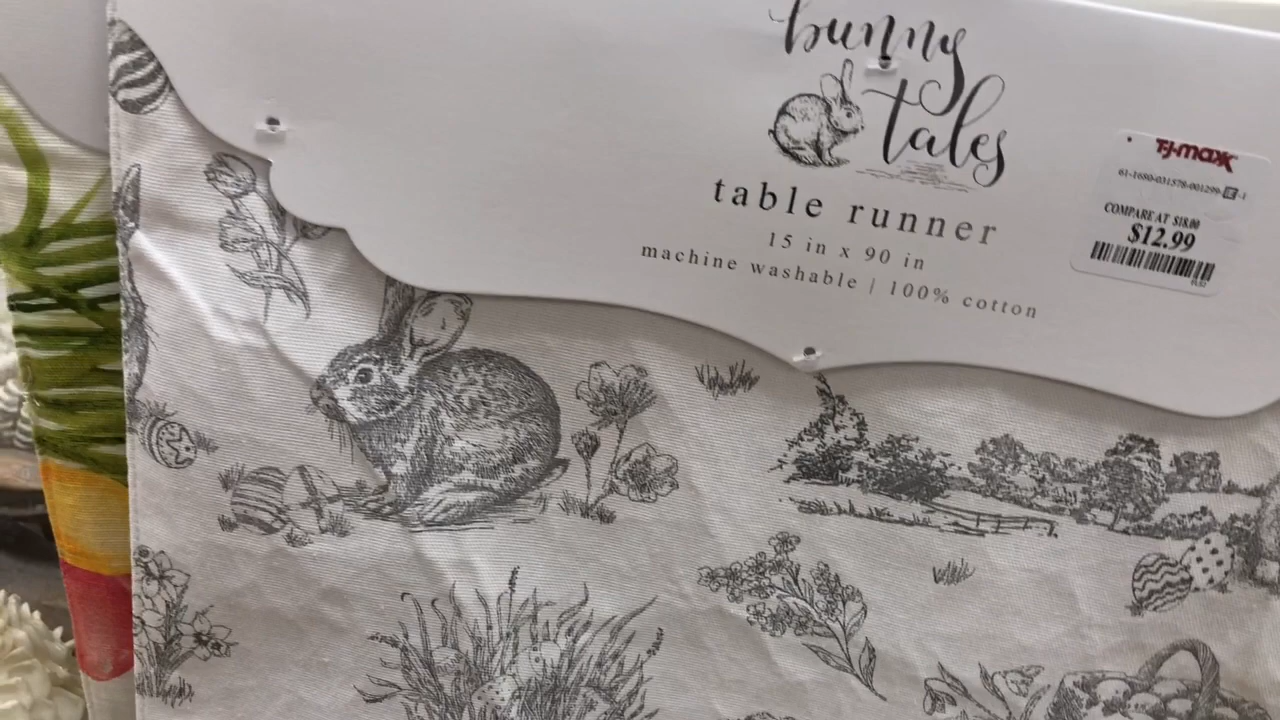 bunny
tales
table runner
15 in x 90 in
machine washable | 100% cotton
T·J·maxx
COMPARE AT $18.00
$12.99